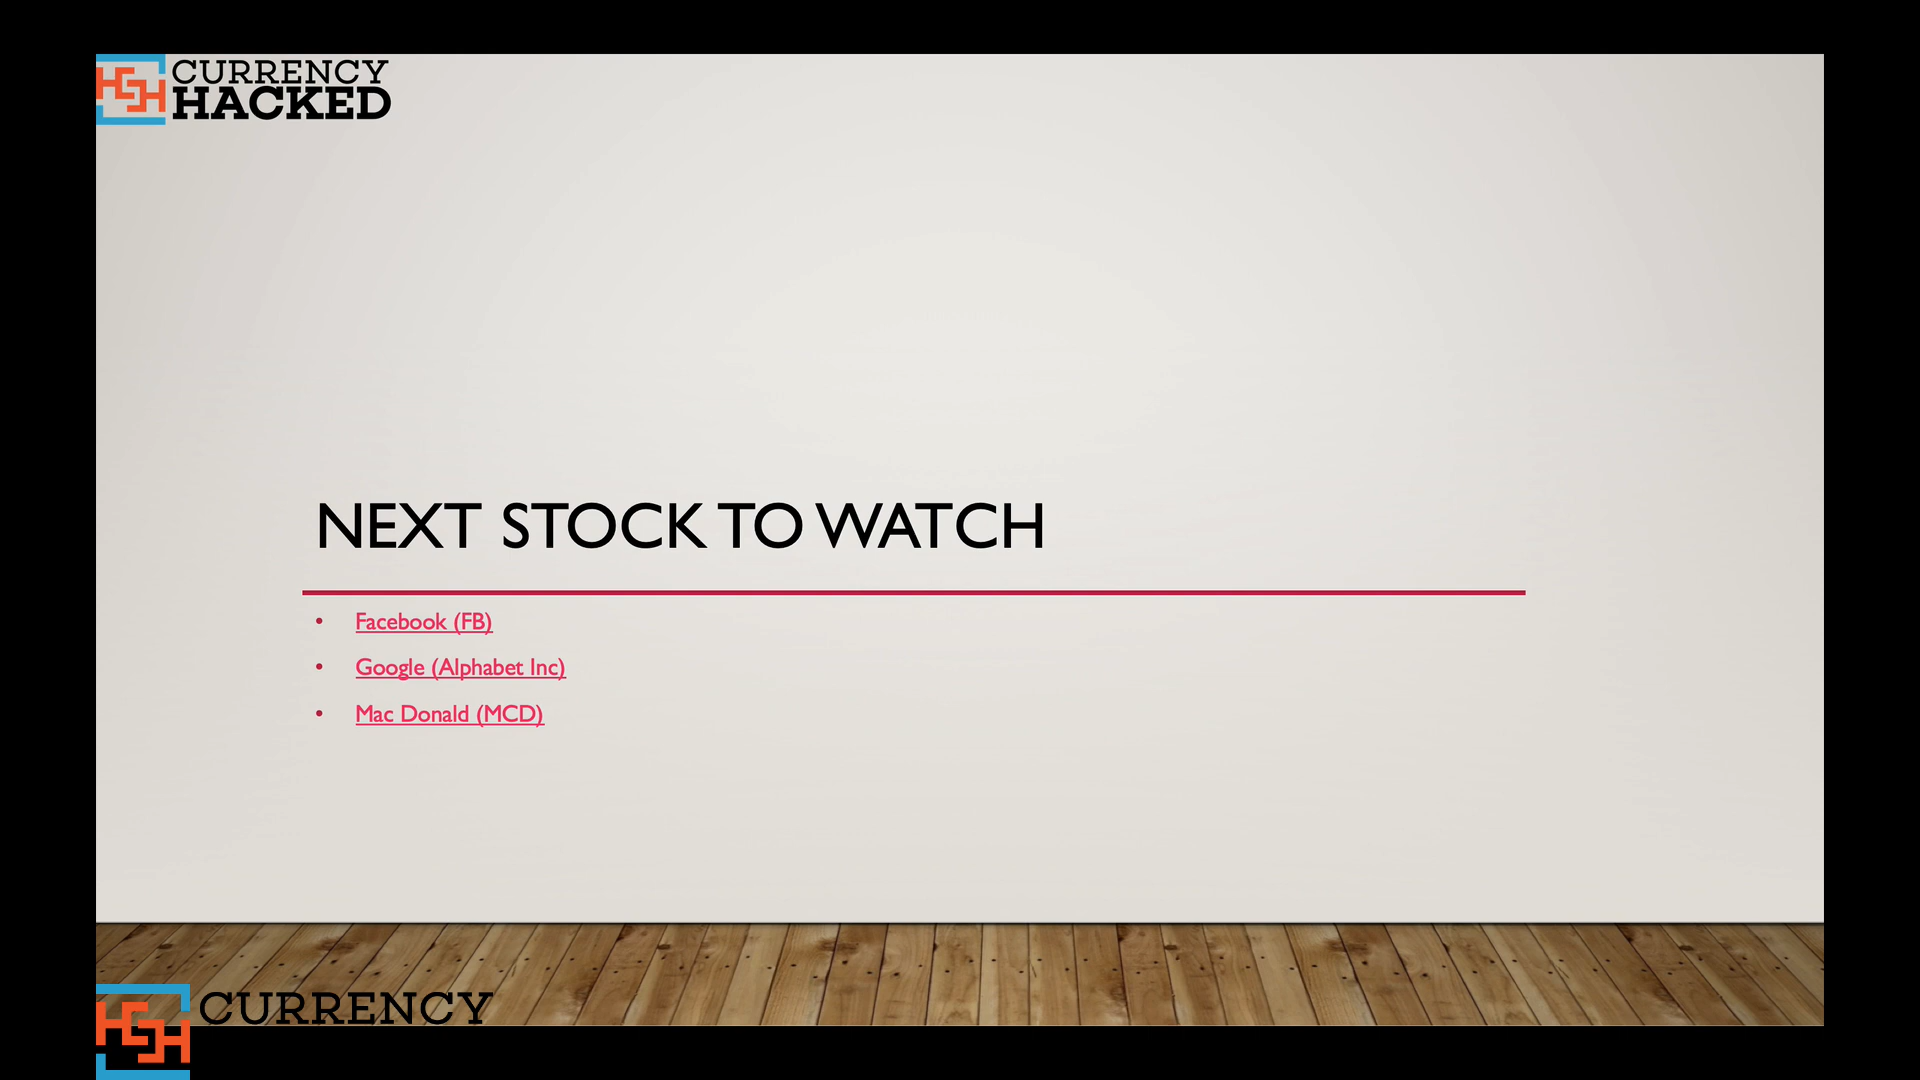 CURRENCY
HACKED
NEXT STOCK TO WATCH
• Facebook (FB)
• Google (Alphabet Inc)
• Mac Donald (MCD)
CURRENCY